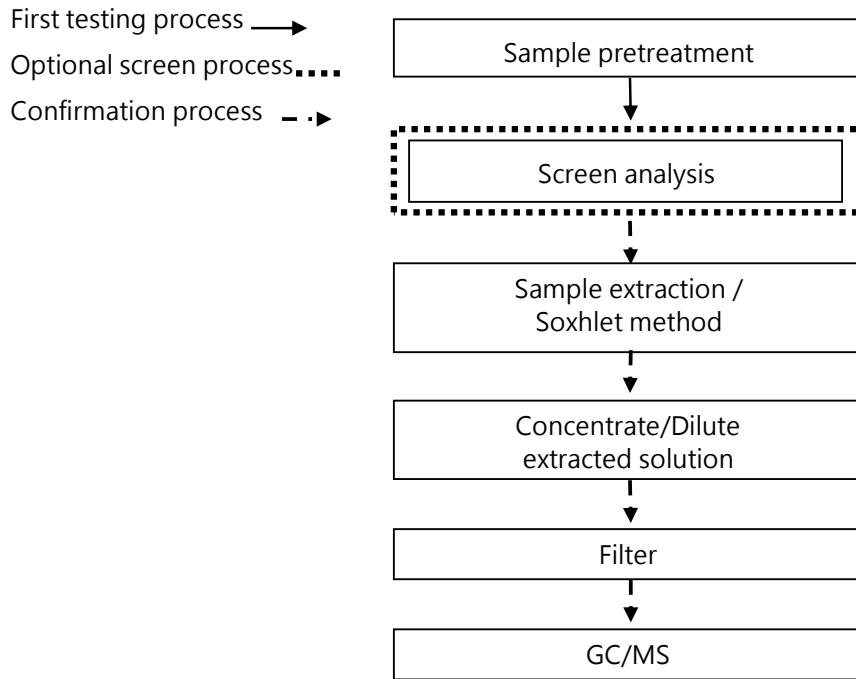 First testing process
Optional screen process
Confirmation process
Sample pretreatment
Screen analysis
Sample extraction /
Soxhlet method
Concentrate/Dilute
extracted solution
Filter
GC/MS